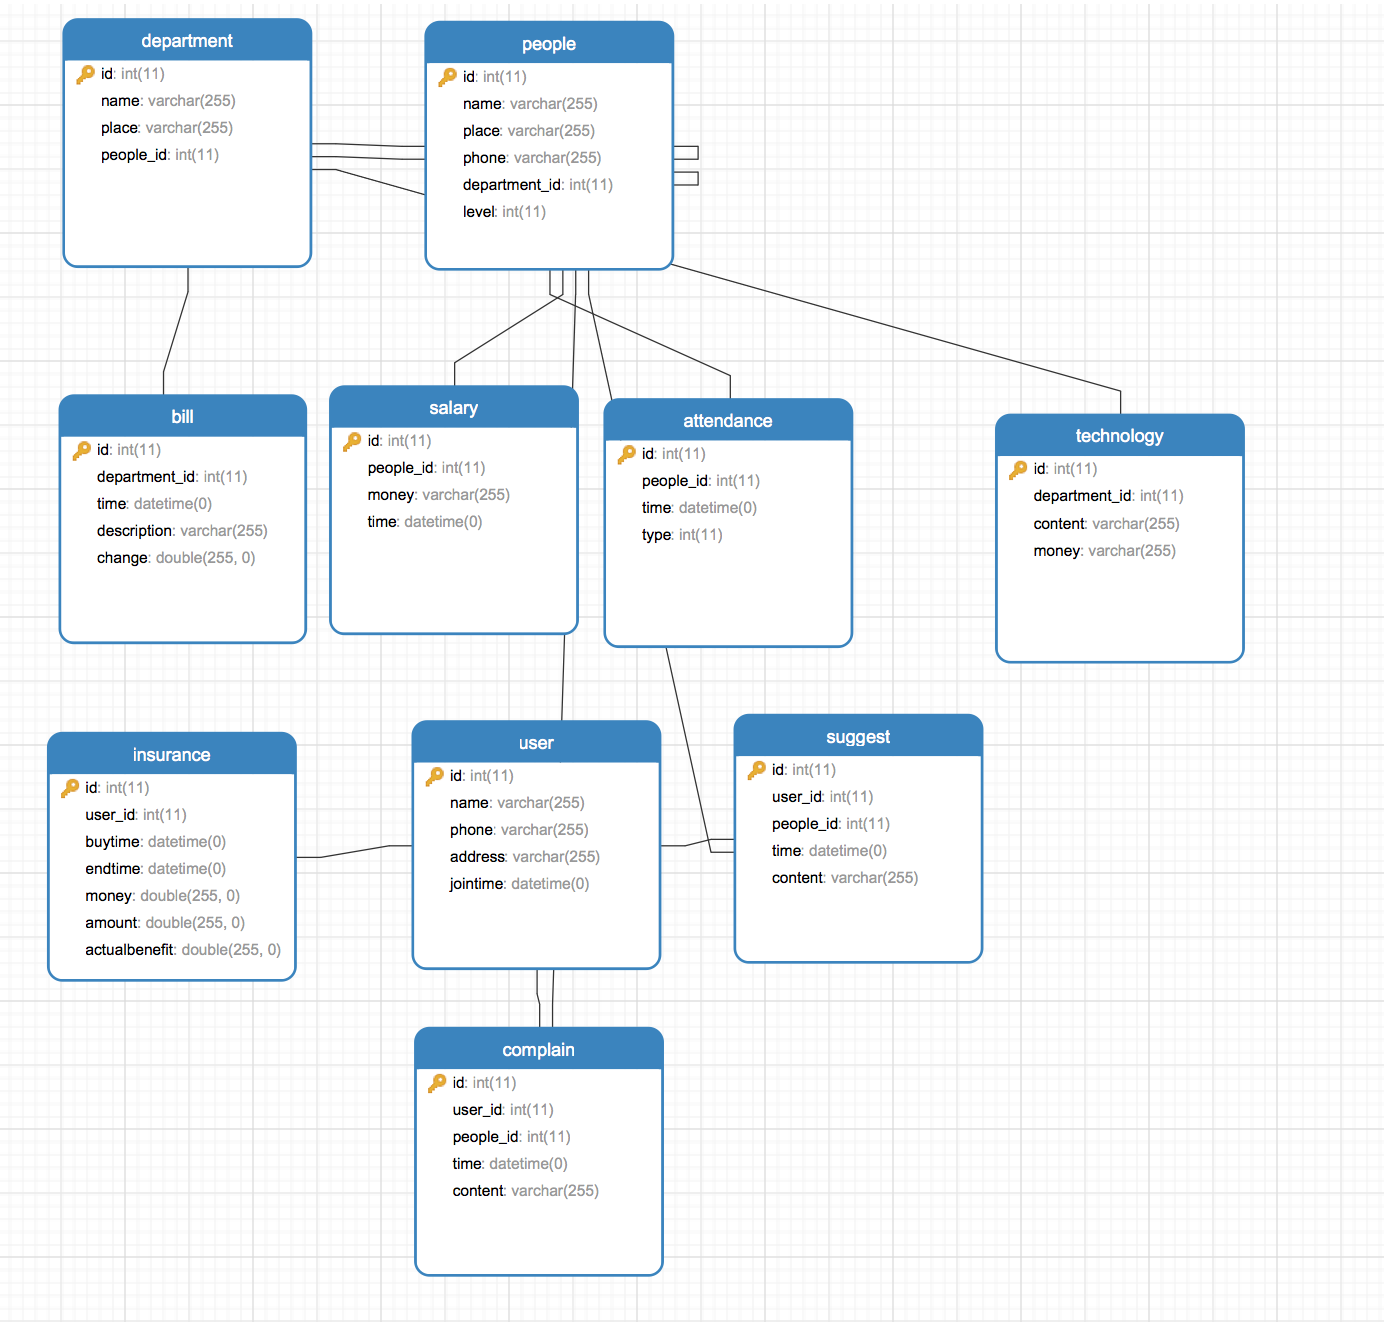 department
id: int(11)
name: varchar(255)
place: varchar(255)
people_id: int(11)
people
id: int(11)
name: varchar(255)
place: varchar(255)
phone: varchar(255)
department_id: int(11)
level: int(11)
bill
id: int(11)
department_id: int(11)
time: datetime(0)
description: varchar(255)
change: double(255, 0)
salary
id: int(11)
people_id: int(11)
money: varchar(255)
time: datetime(0)
attendance
id: int(11)
people_id: int(11)
time: datetime(0)
type: int(11)
technology
id: int(11)
department_id: int(11)
content: varchar(255)
money: varchar(255)
insurance
id: int(11)
user_id: int(11)
buytime: datetime(0)
endtime: datetime(0)
money: double(255, 0)
amount: double(255, 0)
actualbenefit: double(255, 0)
user
id: int(11)
name: varchar(255)
phone: varchar(255)
address: varchar(255)
jointime: datetime(0)
suggest
id: int(11)
user_id: int(11)
people_id: int(11)
time: datetime(0)
content: varchar(255)
complain
id: int(11)
user_id: int(11)
people_id: int(11)
time: datetime(0)
content: varchar(255)